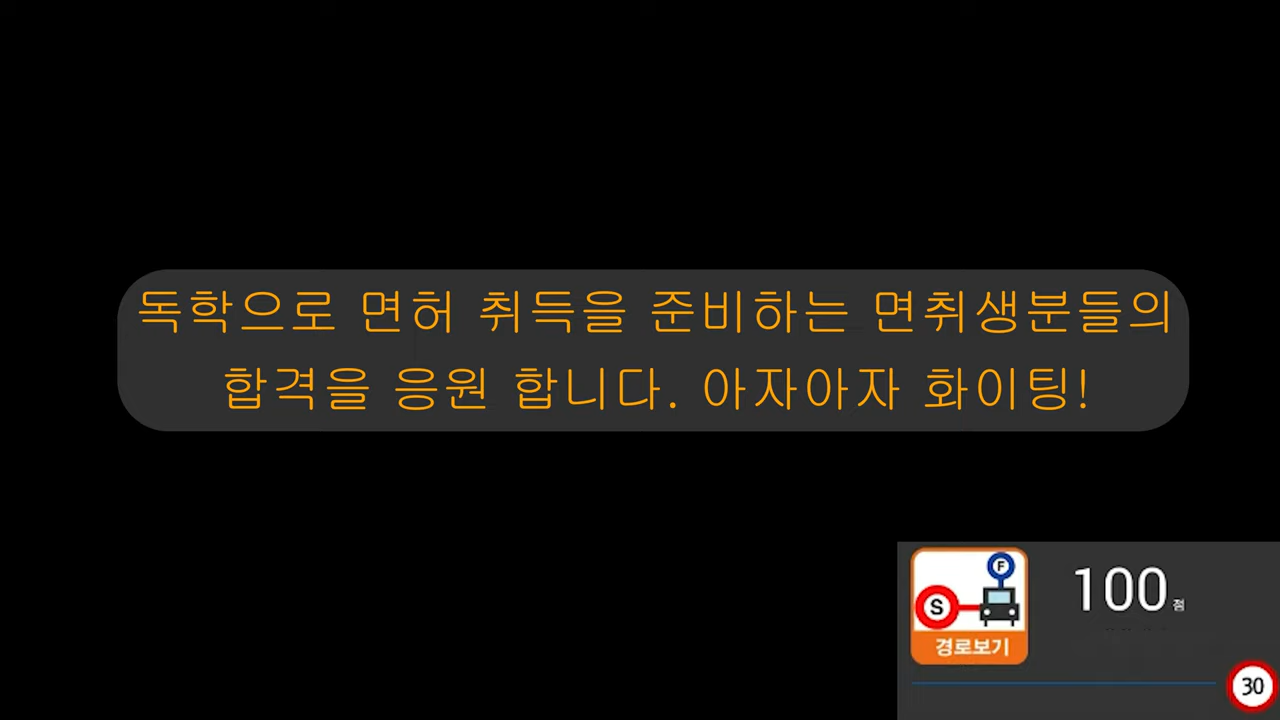 독학으로 면허 취득을 준비하는 면취생분들의
합격을 응원 합니다. 아자아자 화이팅!
F
S
경로보기
100점
30